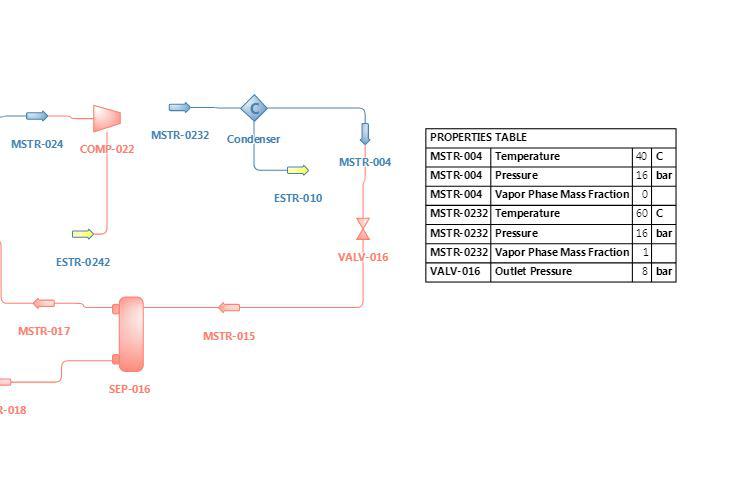 MSTR-024
COMP-022
MSTR-0232
C
Condenser
MSTR-004
ESTR-010
ESTR-0242
VALV-016
MSTR-017
MSTR-015
SEP-016
R-018
PROPERTIES TABLE
MSTR-004 Temperature 40 C
MSTR-004 Pressure 16 bar
MSTR-004 Vapor Phase Mass Fraction 0
MSTR-0232 Temperature 60 C
MSTR-0232 Pressure 16 bar
MSTR-0232 Vapor Phase Mass Fraction 1
VALV-016 Outlet Pressure 8 bar